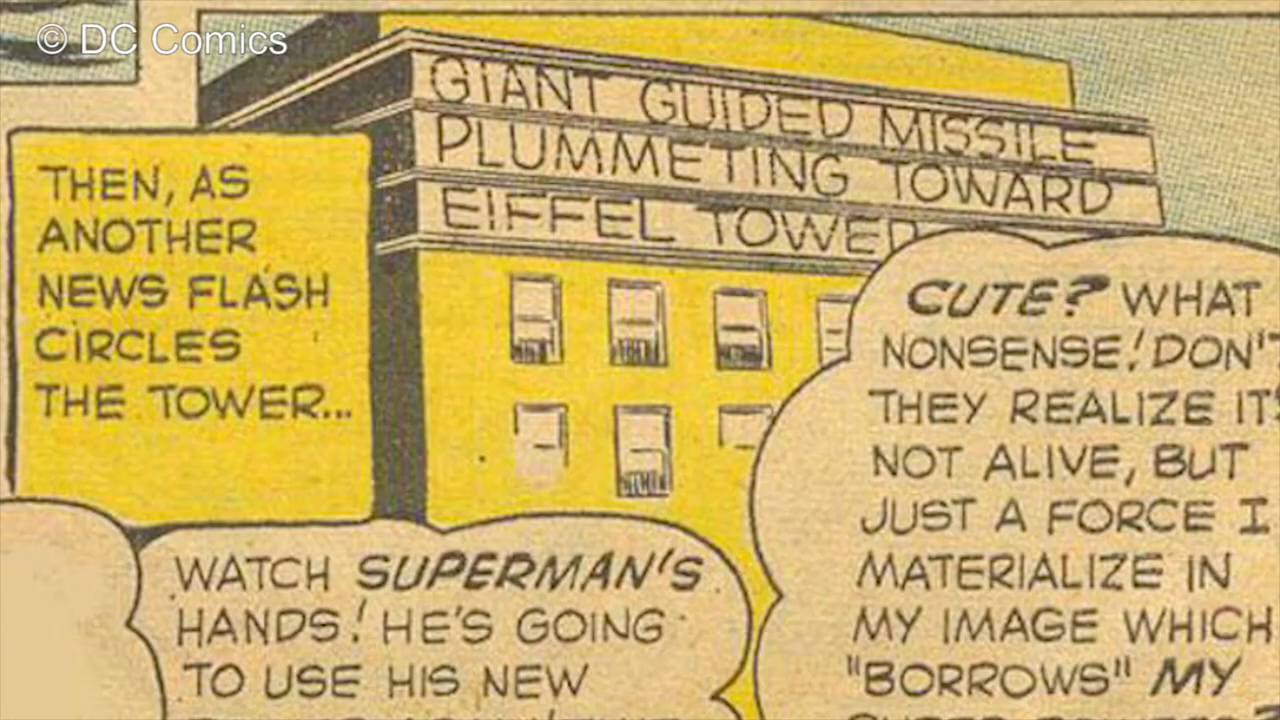 © DC Comics
GIANT GUIDED MISSILE
PLUMMETING TOWARD
EIFFEL TOWER
THEN, AS
ANOTHER
NEWS FLASH
CIRCLES
THE TOWER...
WATCH SUPERMAN'S
HANDS! HE'S GOING
TO USE HIS NEW
CUTE? WHAT
NONSENSE! DON'T
THEY REALIZE IT'S
NOT ALIVE, BUT
JUST A FORCE I
MATERIALIZE IN
MY IMAGE WHICH
"BORROWS" MY